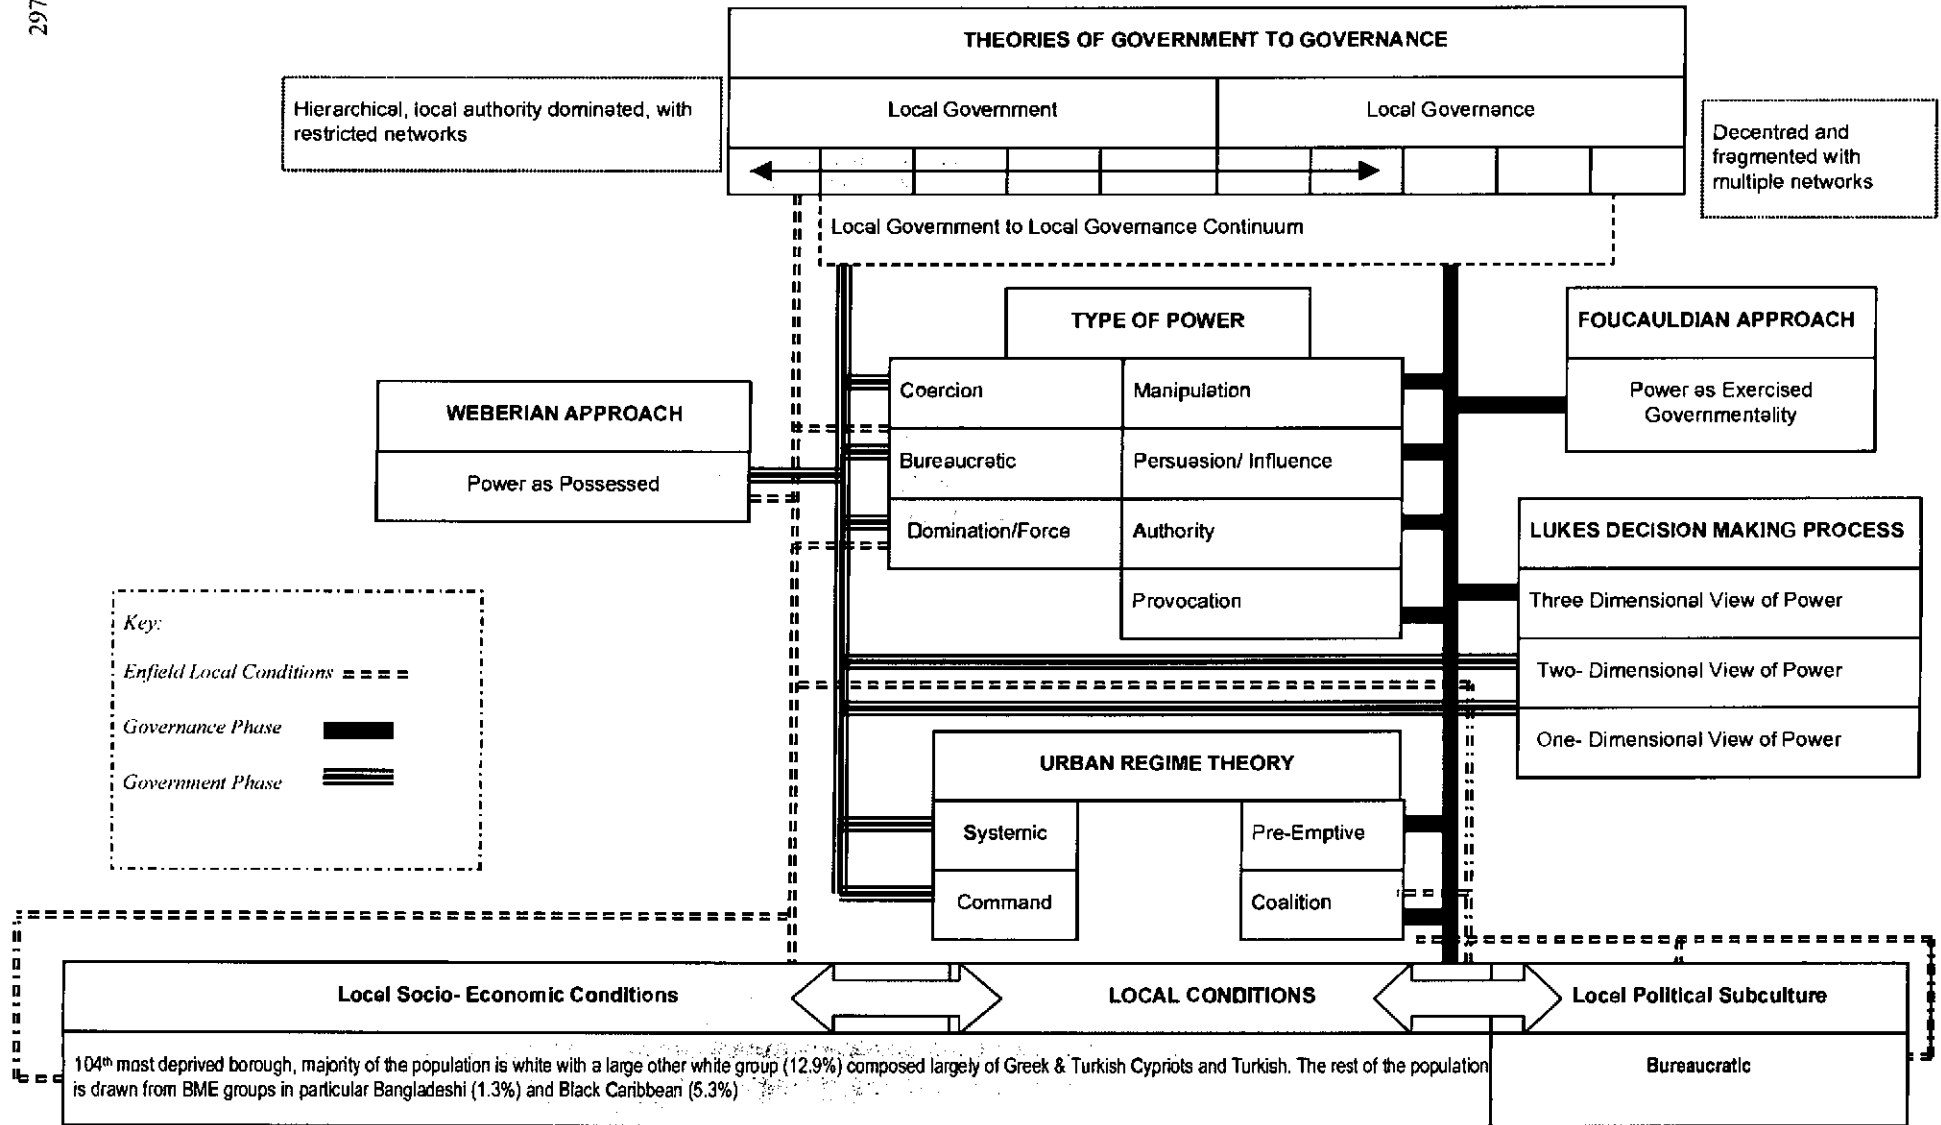 297
THEORIES OF GOVERNMENT TO GOVERNANCE
Hierarchical, local authority dominated, with
restricted networks
Local Government
Local Governance
Decentred and
fragmented with
multiple networks
Local Government to Local Governance Continuum
TYPE OF POWER
FOUCAULDIAN APPROACH
Coercion
Manipulation
Power as Exercised
Governmentality
WEBERIAN APPROACH
Bureaucratic
Persuasion/ Influence
Power as Possessed
Domination/Force
Authority
LUKES DECISION MAKING PROCESS
Provocation
Three Dimensional View of Power
Key:
Enfield Local Conditions
Two- Dimensional View of Power
Governance Phase
One- Dimensional View of Power
Government Phase
URBAN REGIME THEORY
Systemic
Pre-Emptive
Command
Coalition
Local Socio- Economic Conditions
LOCAL CONDITIONS
Local Political Subculture
104th most deprived borough, majority of the population is white with a large other white group (12.9%) composed largely of Greek & Turkish Cypriots and Turkish. The rest of the population
is drawn from BME groups in particular Bangladeshi (1.3%) and Black Caribbean (5.3%)
Bureaucratic